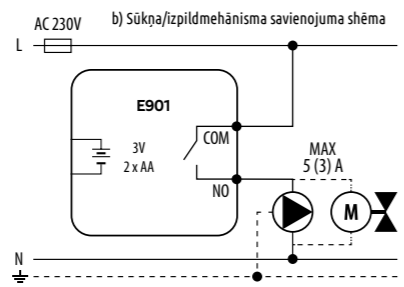 AC 230V
b) Sūkņa/izpildmehānisma savienojuma shēma
L
E901
3V
2 x AA
COM
NO
MAX
5 (3) A
M
N